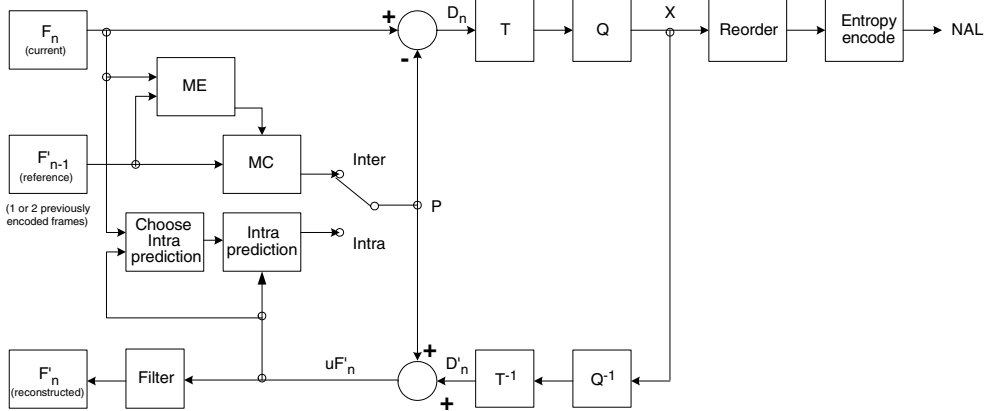 Fn
(current)
+
-
Dn
T
Q
X
Reorder
Entropy
encode
NAL
ME
F'n-1
(reference)
(1 or 2 previously
encoded frames)
MC
Inter
P
Choose
Intra
prediction
Intra
prediction
Intra
F'n
(reconstructed)
Filter
uF'n
+
+
D'n
T-1
Q-1